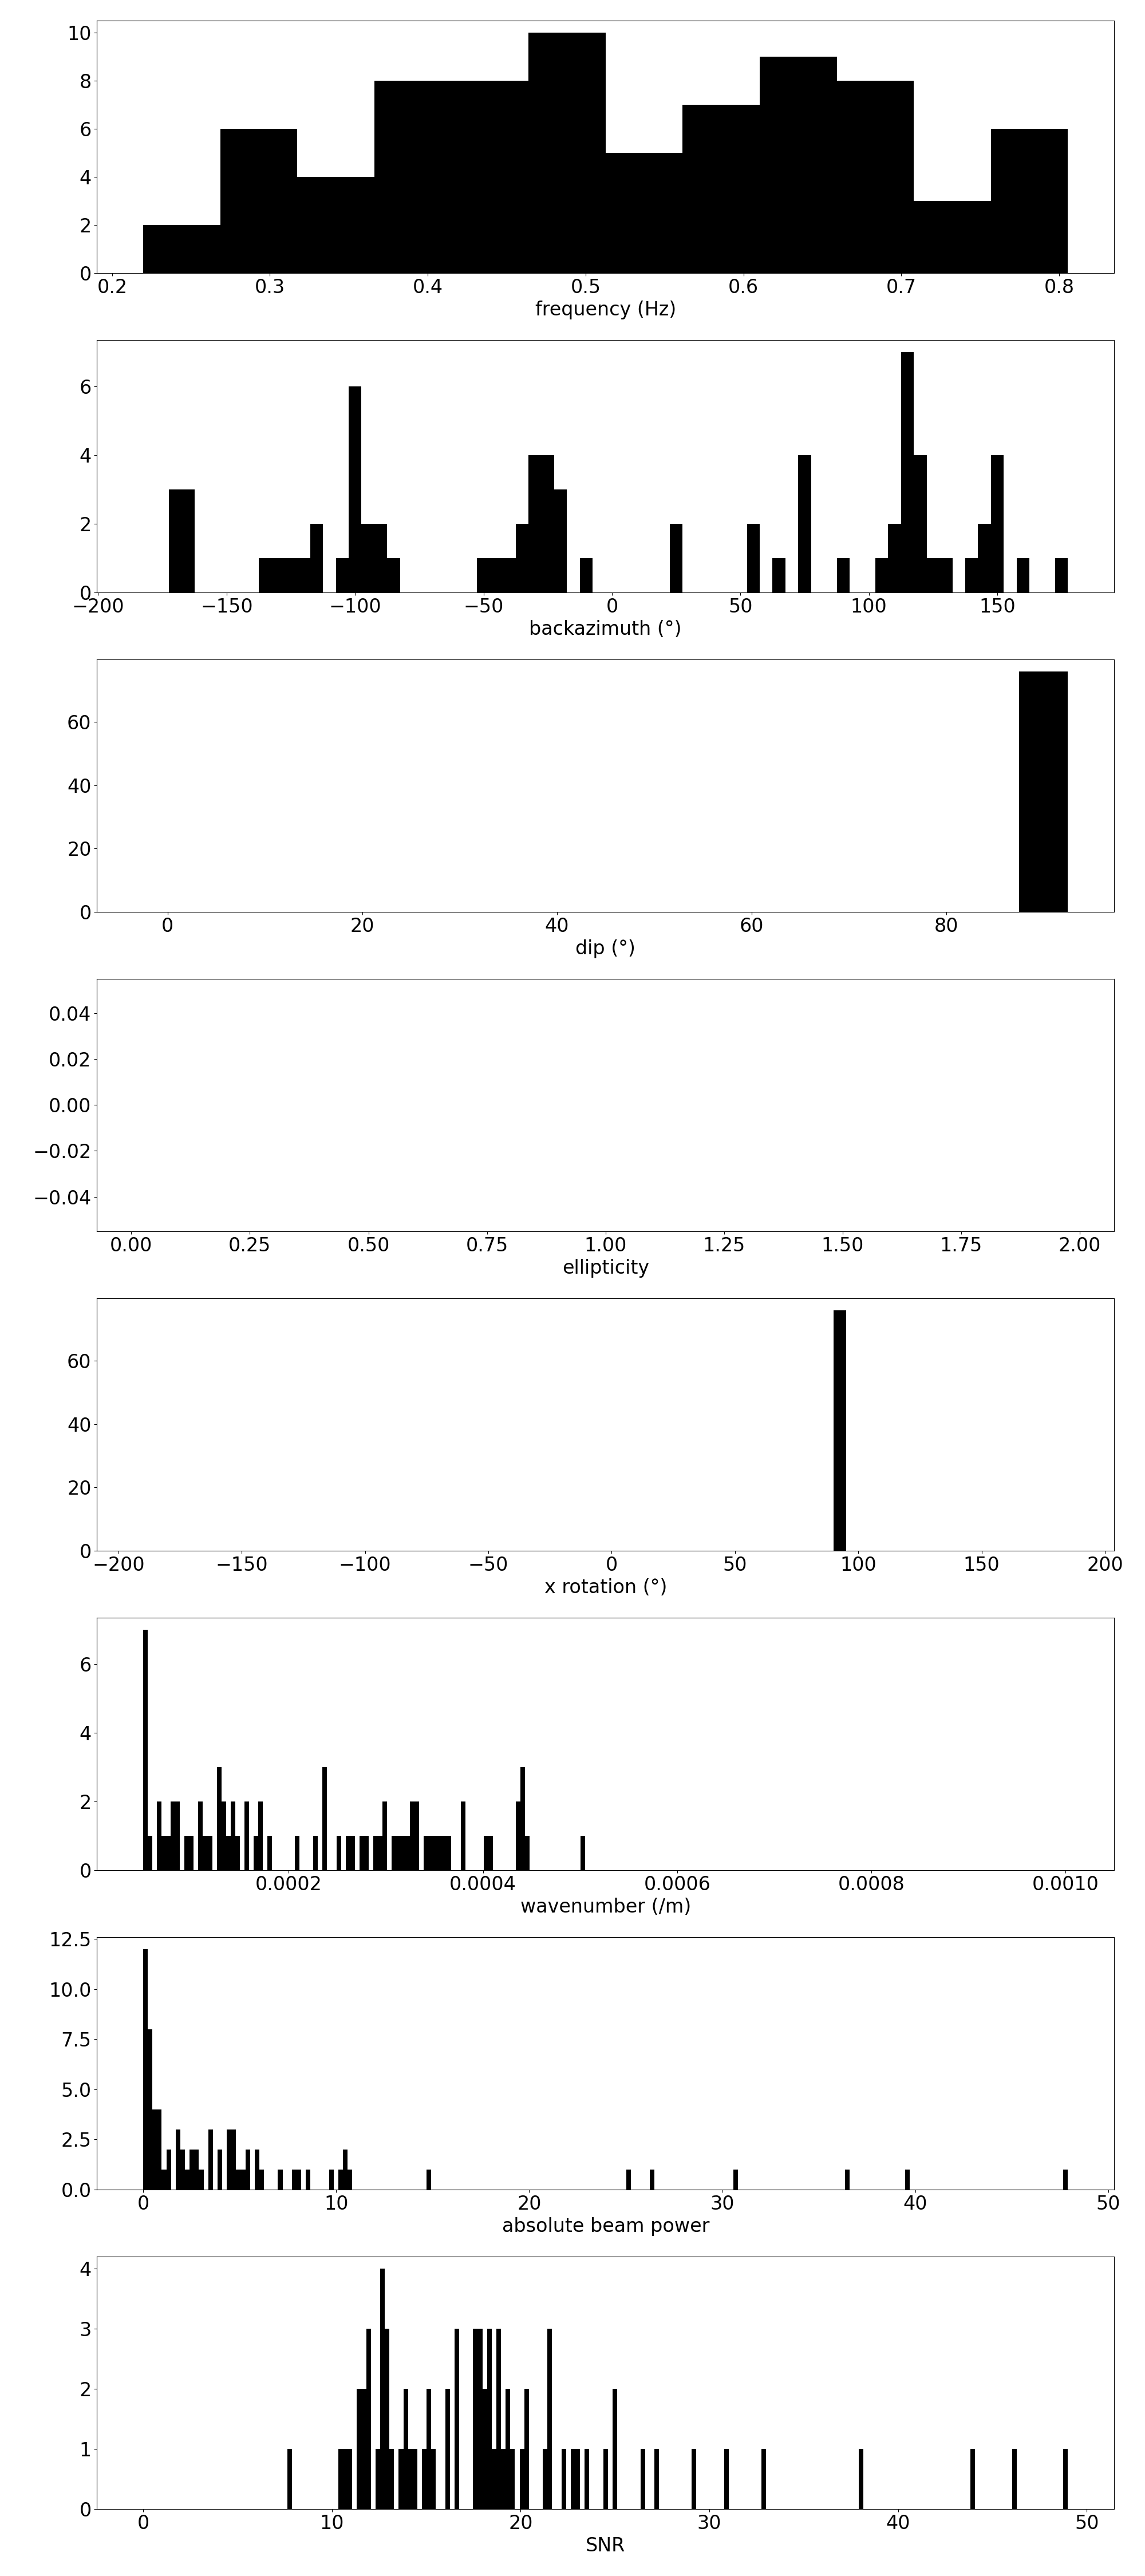 10
8
6
4
2
0
0.2 0.3 0.4 0.5 0.6 0.7 0.8
frequency (Hz)
6
4
2
0
−200 −150 −100 −50 0 50 100 150
backazimuth (°)
60
40
20
0
0 20 40 60 80
dip (°)
0.04
0.02
0.00
−0.02
−0.04
0.00 0.25 0.50 0.75 1.00 1.25 1.50 1.75 2.00
ellipticity
60
40
20
0
−200 −150 −100 −50 0 50 100 150 200
x rotation (°)
6
4
2
0
0.0002 0.0004 0.0006 0.0008 0.0010
wavenumber (/m)
12.5
10.0
7.5
5.0
2.5
0.0
0 10 20 30 40 50
absolute beam power
4
3
2
1
0
0 10 20 30 40 50
SNR